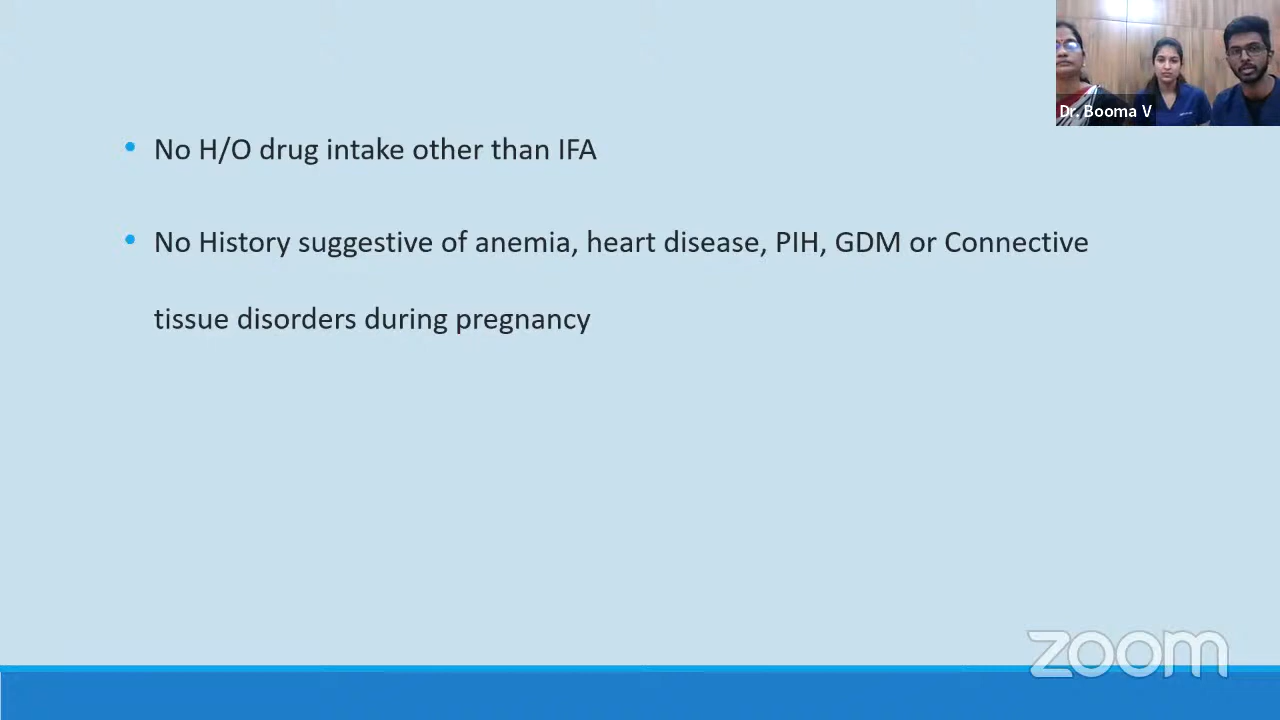 Dr. Booma V
• No H/O drug intake other than IFA
• No History suggestive of anemia, heart disease, PIH, GDM or Connective
tissue disorders during pregnancy
zoom